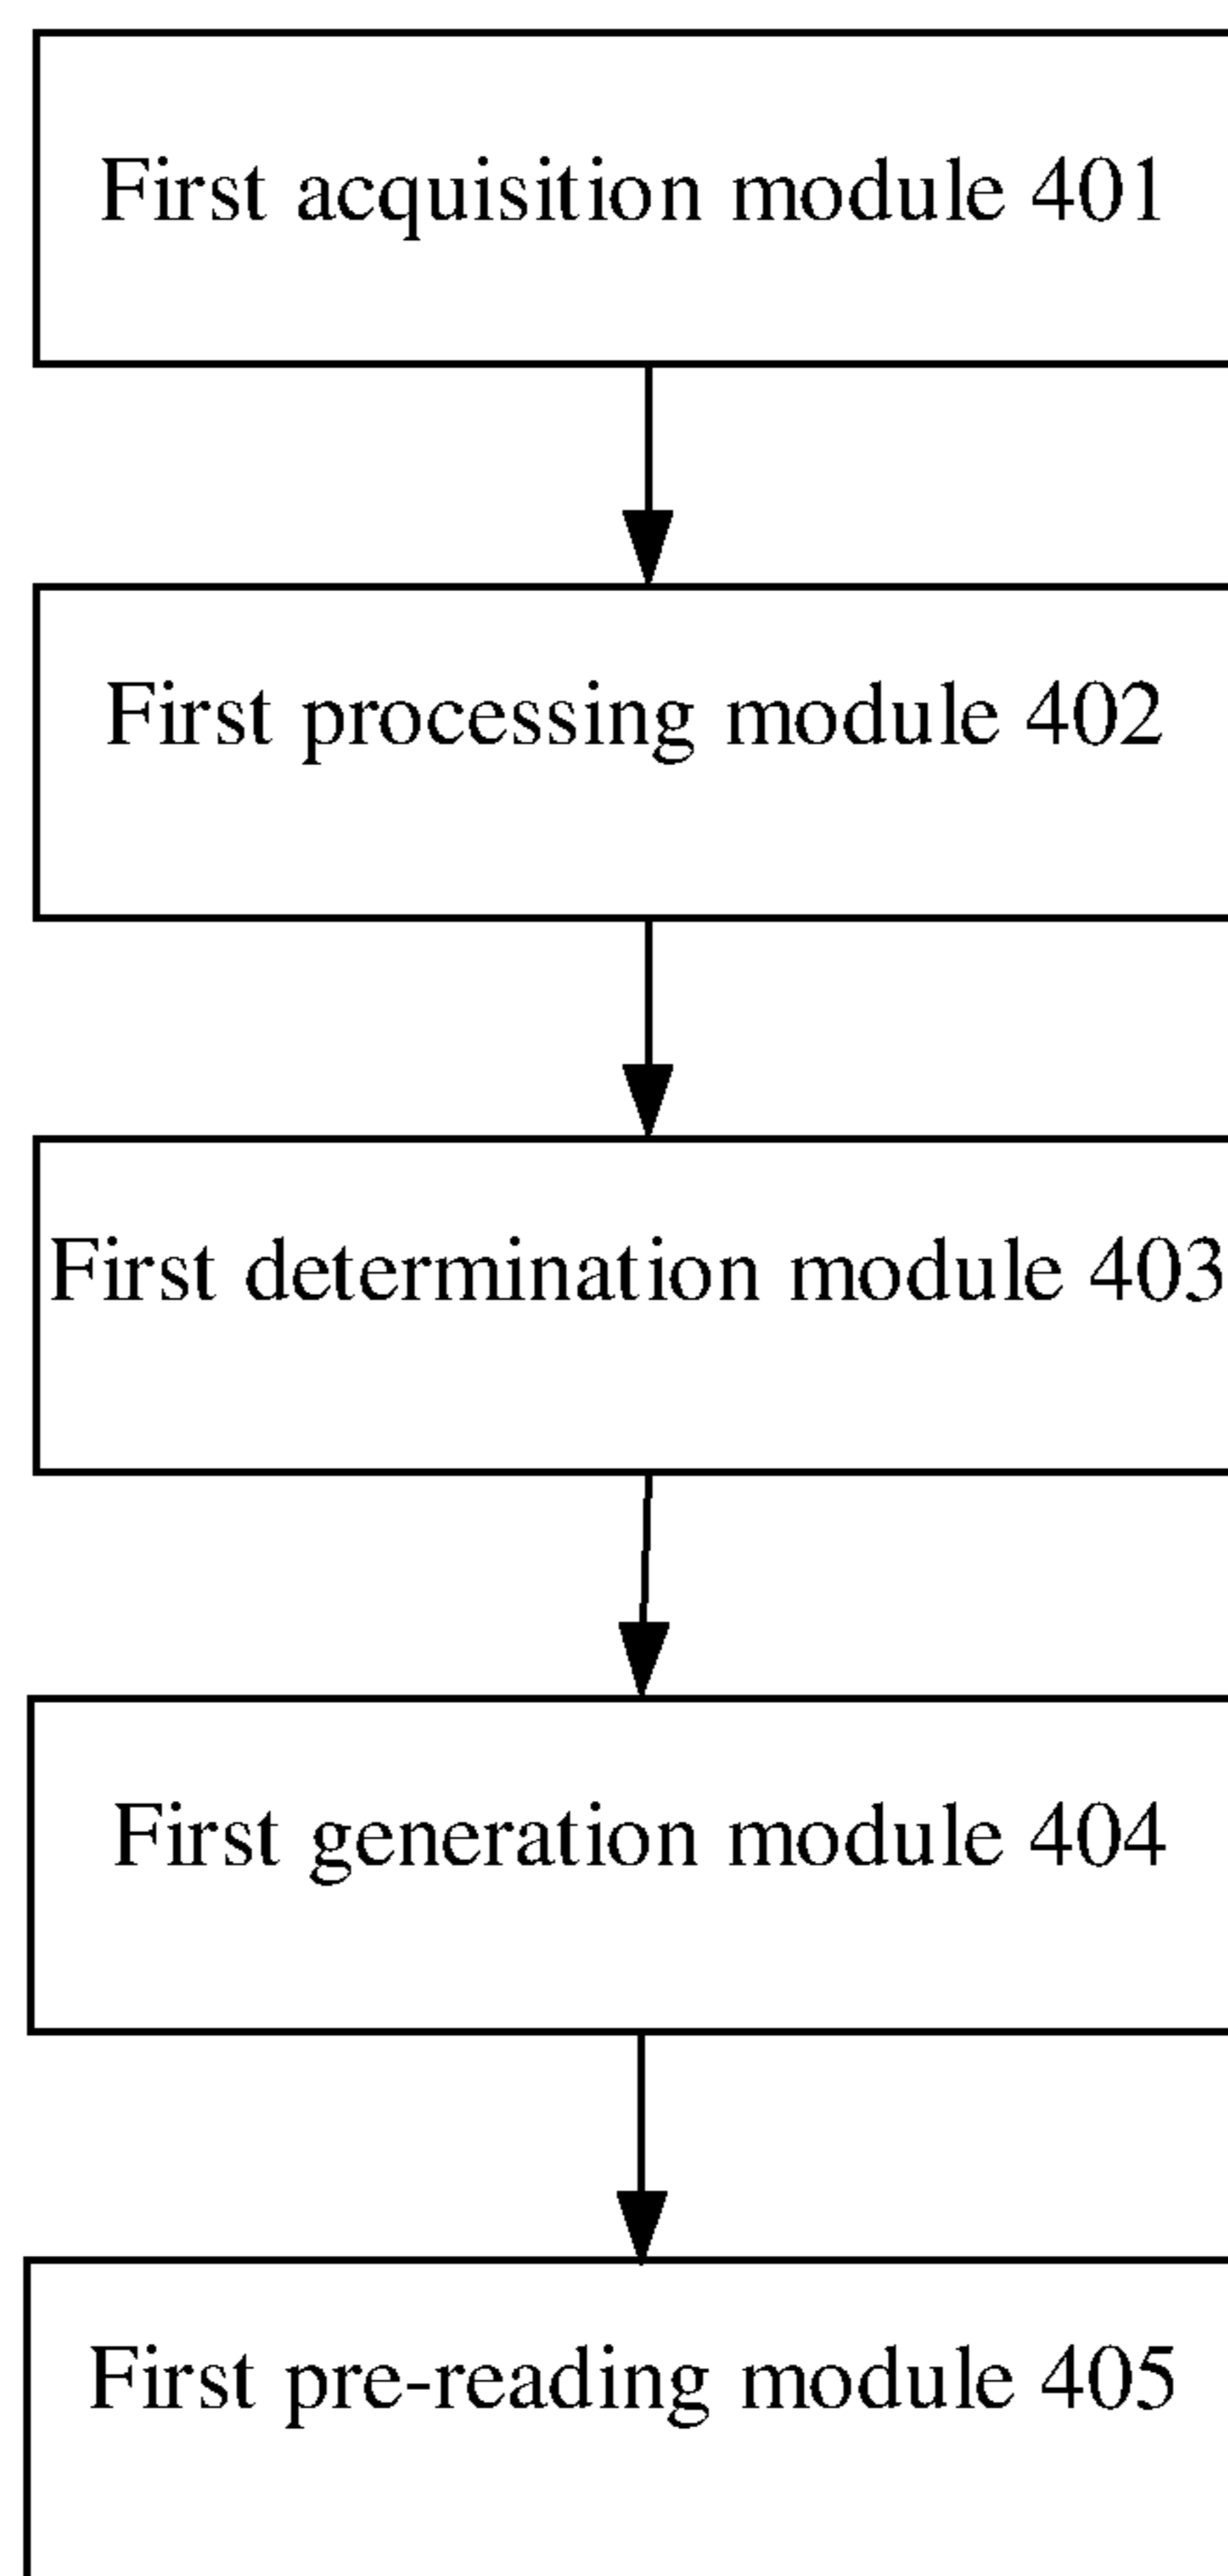 First acquisition module 401
First processing module 402
First determination module 403
First generation module 404
First pre-reading module 405